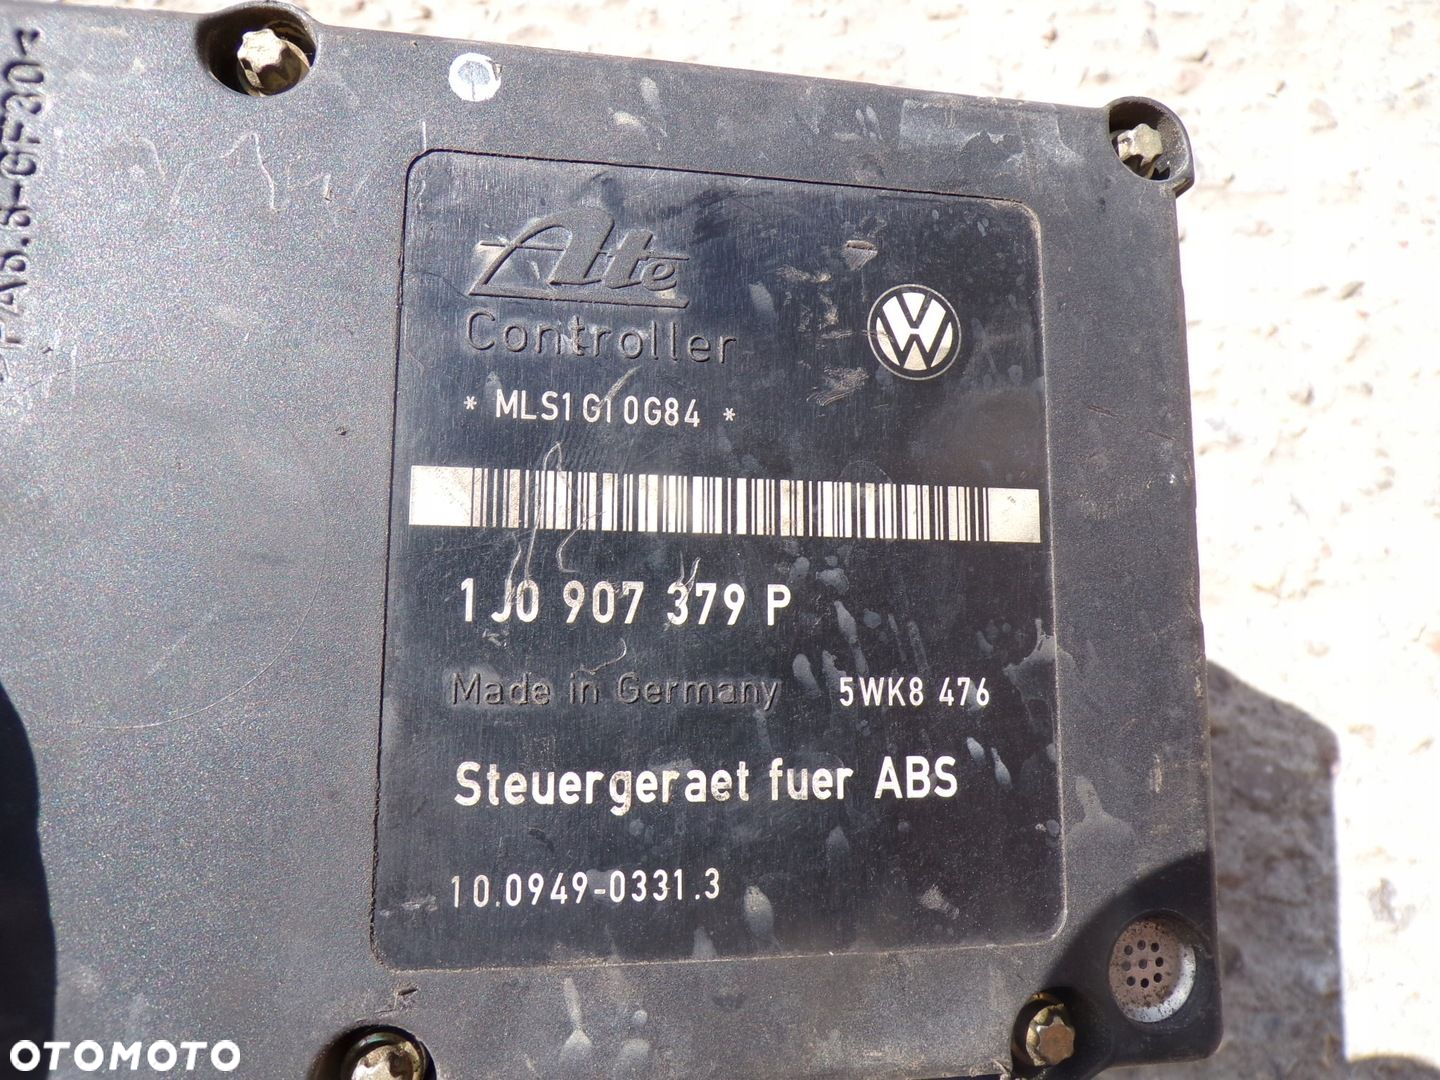 Ate
Controller
* MLS1G10G84 *
1J0 907 379 P
Made in Germany 5WK8 476
Steuergeraet fuer ABS
10.0949-0331.3
OTOMOTO